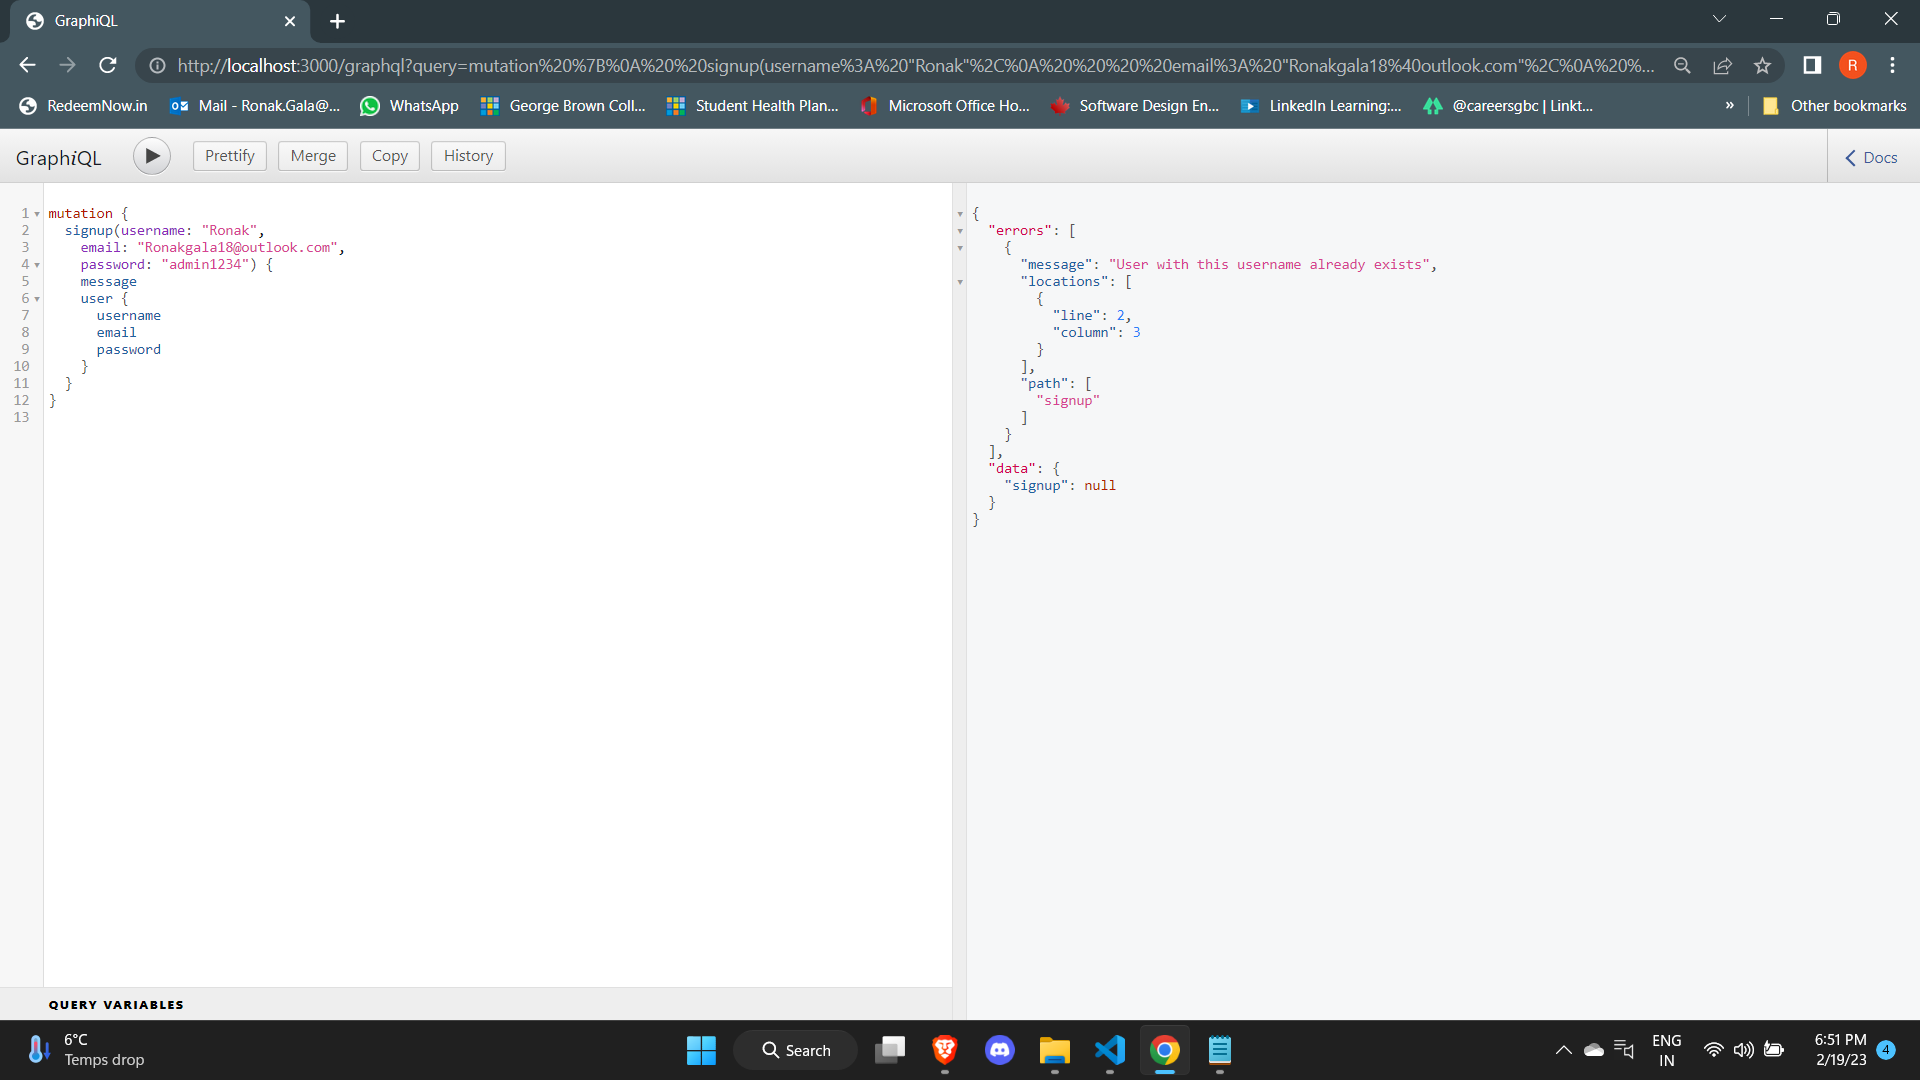 GraphiQL
http://localhost:3000/graphql?query=mutation%20%7B%0A%20%20signup(username%3A%20"Ronak"%2C%0A%20%20%20%20email%3A%20"Ronakgala18%40outlook.com"%2C%0A%20%...
RedeemNow.in Mail - Ronak.Gala@... WhatsApp George Brown Coll... Student Health Plan... Microsoft Office Ho... Software Design En... LinkedIn Learning:... @careersgbc | Linkt... » Other bookmarks
R
GraphiQL Prettify Merge Copy History Docs
1 mutation {
2 signup(username: "Ronak",
3 email: "Ronakgala18@outlook.com",
4 password: "admin1234") {
5 message
6 user {
7 username
8 email
9 password
10 }
11 }
12 }
13
{
"errors": [
{
"message": "User with this username already exists",
"locations": [
{
"line": 2,
"column": 3
}
],
"path": [
"signup"
]
}
],
"data": {
"signup": null
}
}
QUERY VARIABLES
6°C
Temps drop
Search
ENG
IN
6:51 PM
2/19/23
4